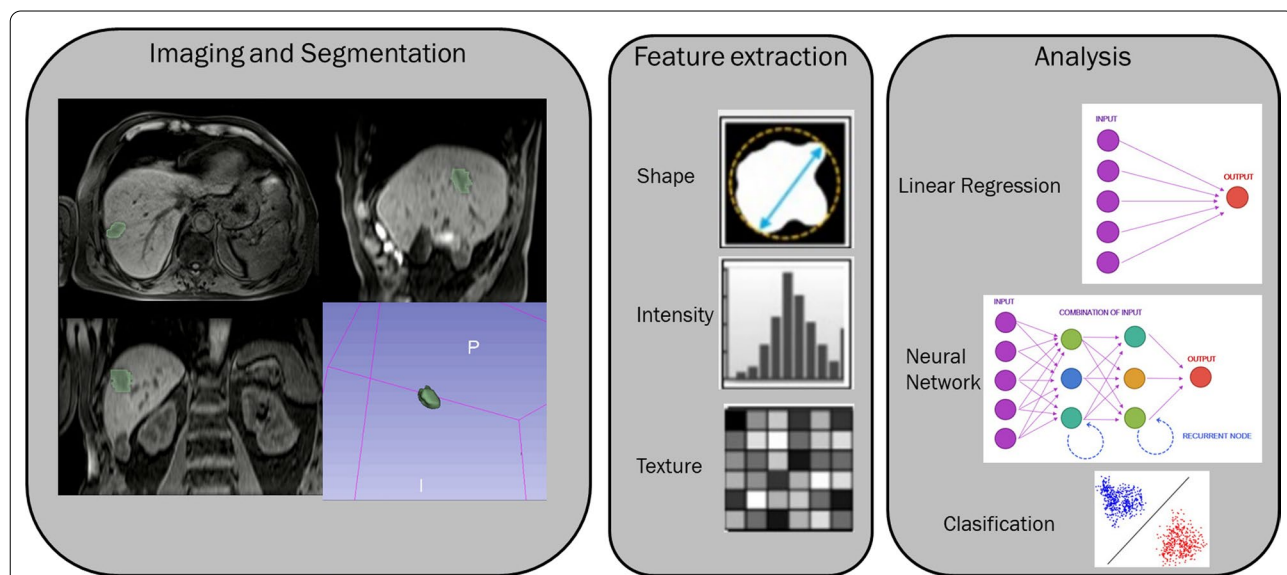 Imaging and Segmentation
P
I
Feature extraction
Shape
Intensity
Texture
Analysis
Linear Regression
INPUT
OUTPUT
Neural
Network
INPUT
COMBINATION OF INPUT
OUTPUT
RECURRENT NODE
Clasification